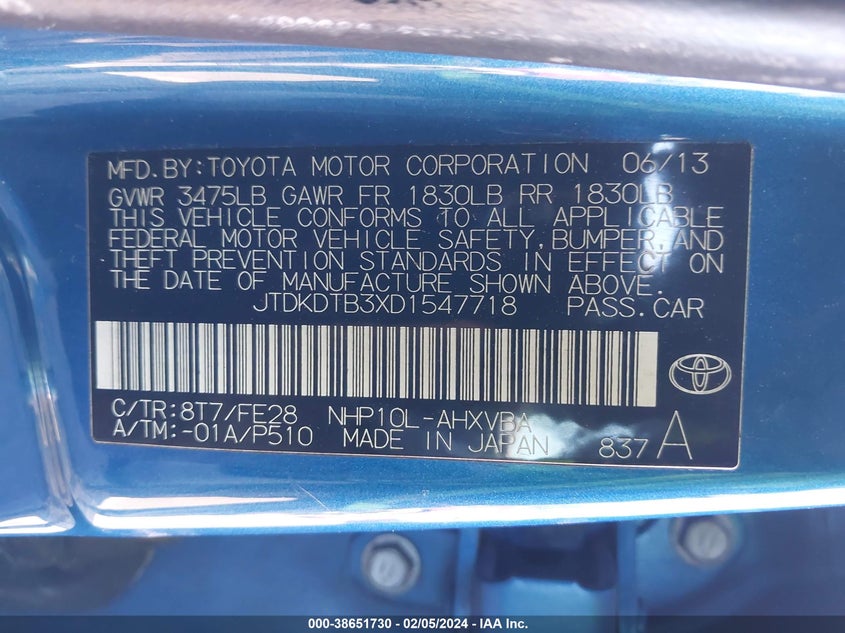 MFD.BY:TOYOTA MOTOR CORPORATION 06/13
GVWR 3475LB GAWR FR 1830LB RR 1830LB
THIS VEHICLE CONFORMS TO ALL APPLICABLE
FEDERAL MOTOR VEHICLE SAFETY, BUMPER, AND
THEFT PREVENTION STANDARDS IN EFFECT ON
THE DATE OF MANUFACTURE SHOWN ABOVE.
JTDKDTB3XD1547718 PASS.CAR
C/TR:8T7/FE28 NHP10L-AHXVBA
A/TM:-01A/P510 MADE IN JAPAN 837A
000-38651730 - 02/05/2024 - IAA Inc.